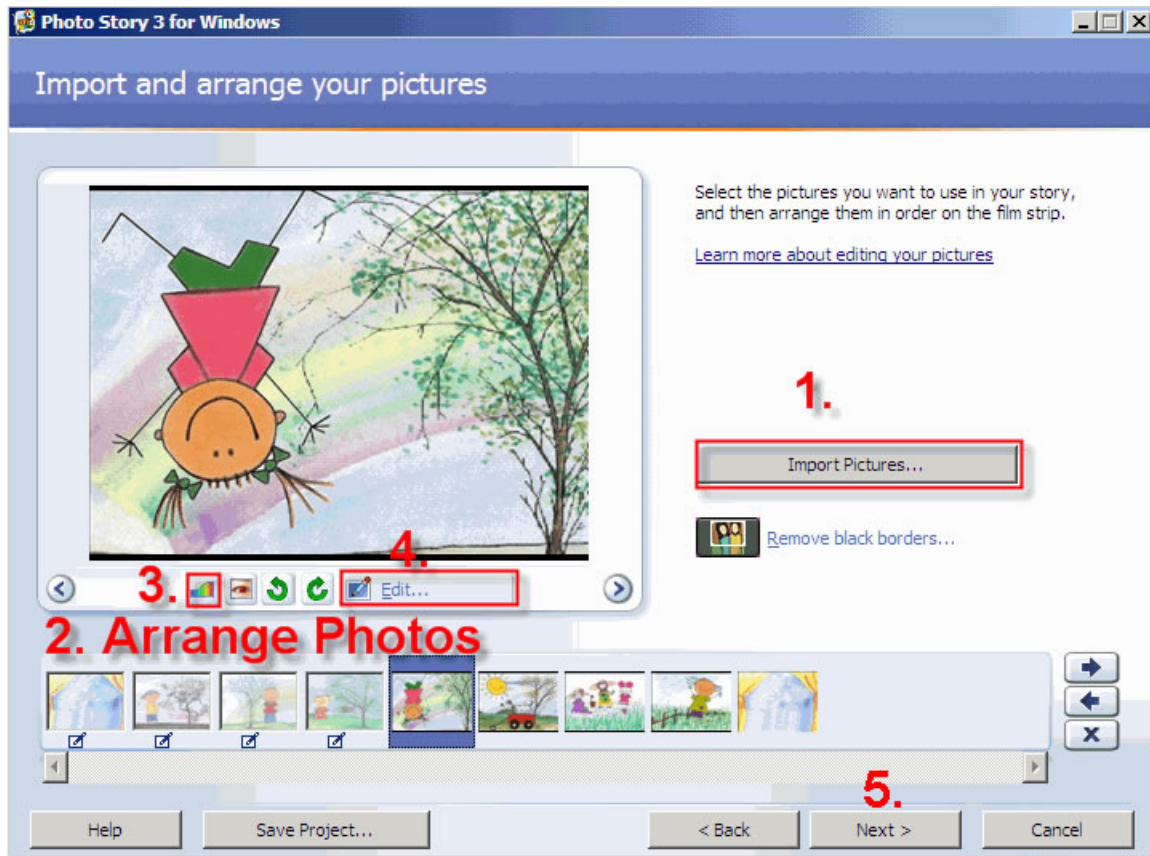 Photo Story 3 for Windows
Import and arrange your pictures
Select the pictures you want to use in your story,
and then arrange them in order on the film strip.
Learn more about editing your pictures
1.
Import Pictures...
Remove black borders...
3.
4.
Edit...
2. Arrange Photos
5.
Help
Save Project...
< Back
Next >
Cancel